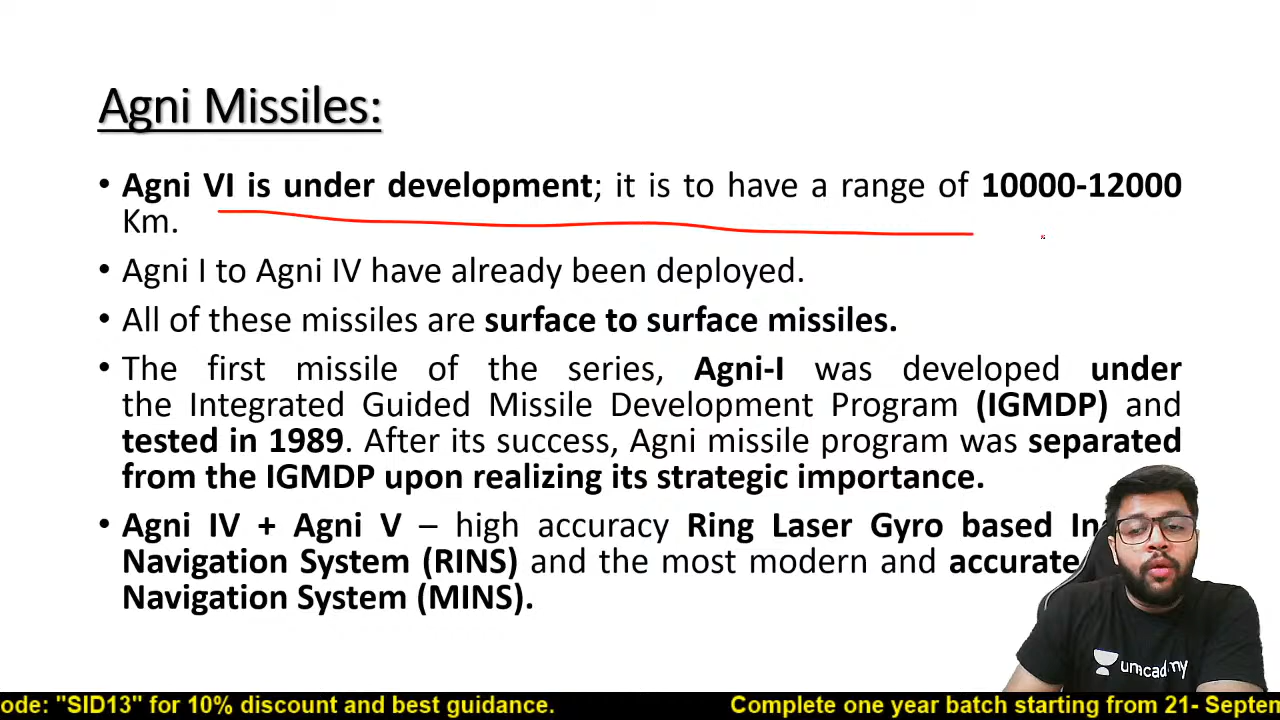 Agni Missiles:
• Agni VI is under development; it is to have a range of 10000-12000
Km.
• Agni I to Agni IV have already been deployed.
• All of these missiles are surface to surface missiles.
• The first missile of the series, Agni-I was developed under
the Integrated Guided Missile Development Program (IGMDP) and
tested in 1989. After its success, Agni missile program was separated
from the IGMDP upon realizing its strategic importance.
• Agni IV + Agni V – high accuracy Ring Laser Gyro based
Navigation System (RINS) and the most modern and accurate
Navigation System (MINS).
unacademy
ode: "SID13" for 10% discount and best guidance. Complete one year batch starting from 21- Septen